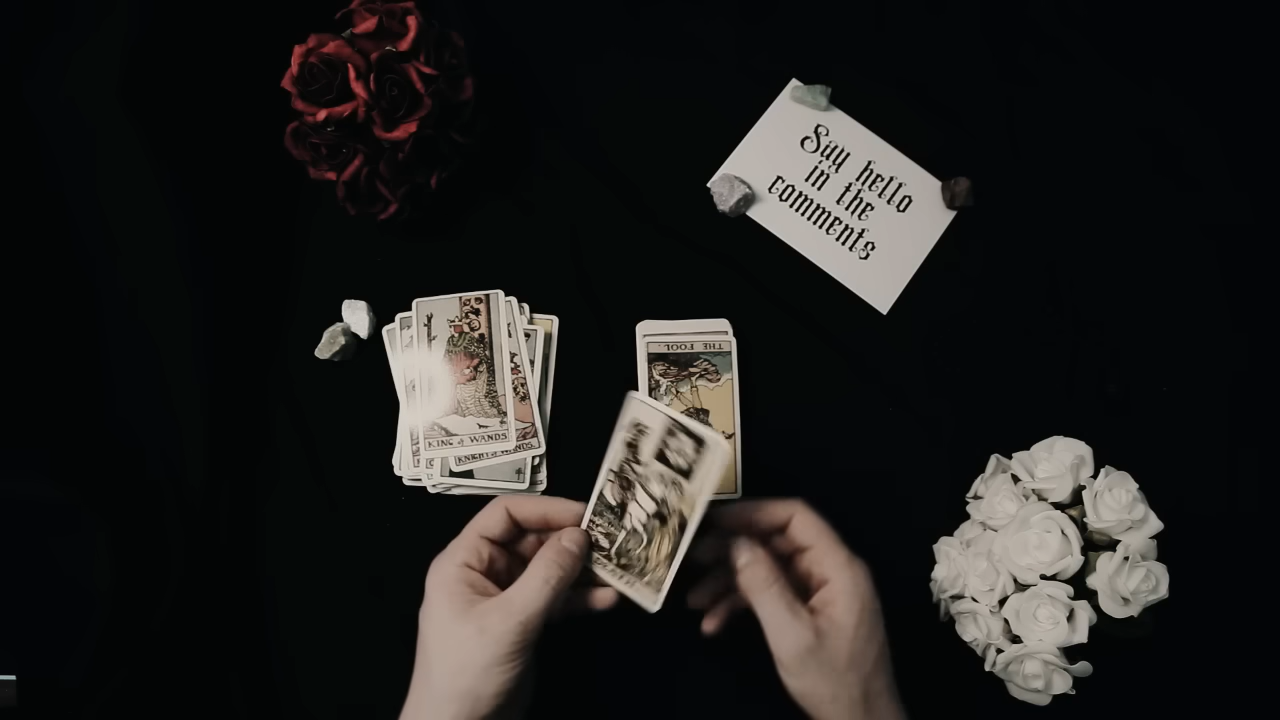 Say hello
in the
comments
THE FOOL.
KING of WANDS
KNIGHT of WANDS.